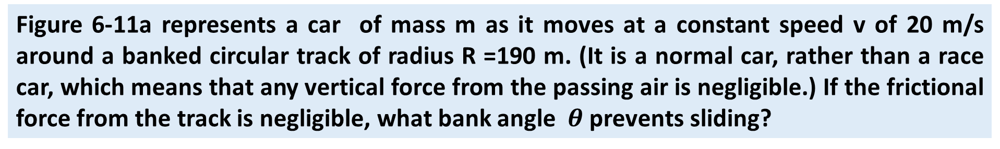 Figure 6-11a represents a car of mass m as it moves at a constant speed v of 20 m/s
around a banked circular track of radius R =190 m. (It is a normal car, rather than a race
car, which means that any vertical force from the passing air is negligible.) If the frictional
force from the track is negligible, what bank angle θ prevents sliding?